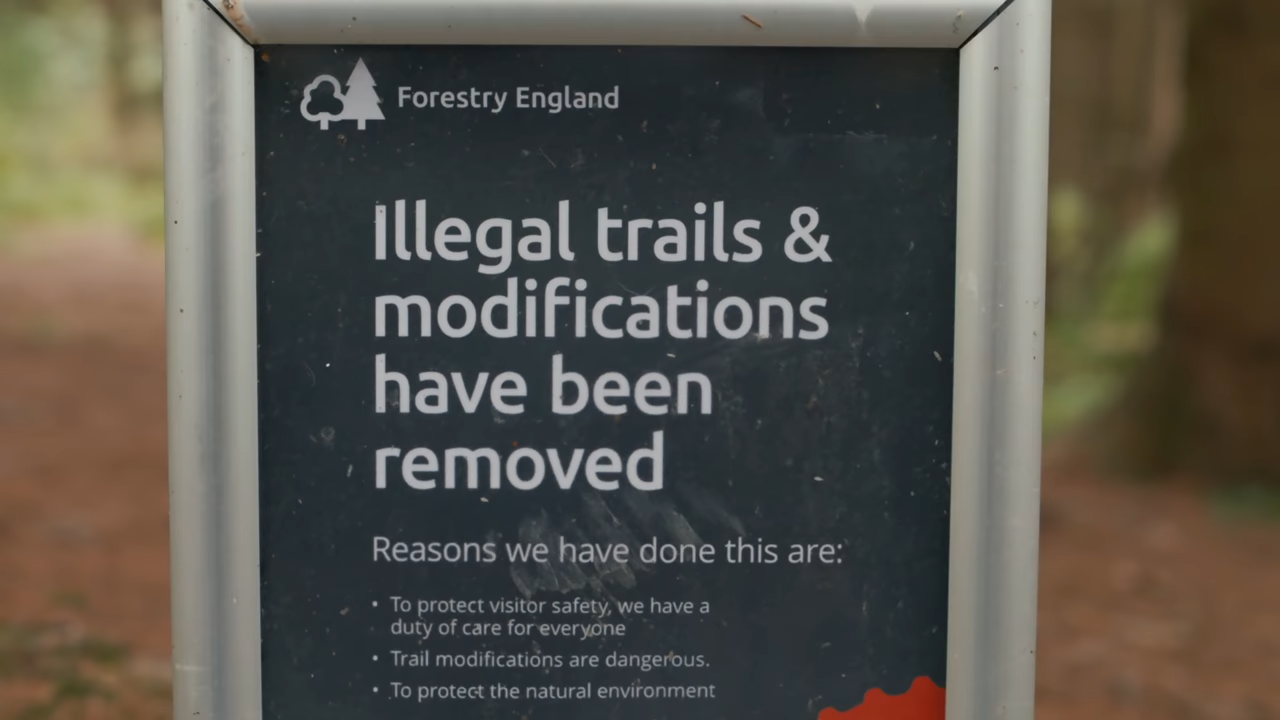 Forestry England
Illegal trails &
modifications
have been
removed
Reasons we have done this are:
• To protect visitor safety, we have a
duty of care for everyone
• Trail modifications are dangerous.
• To protect the natural environment